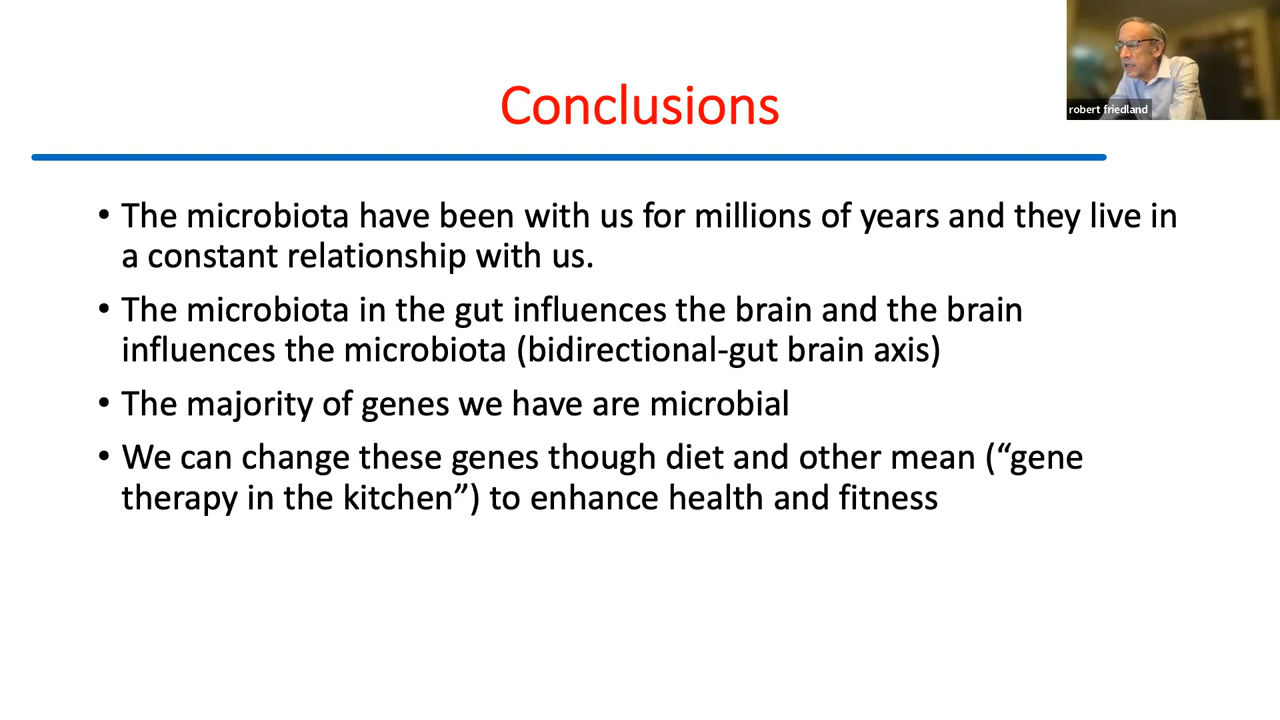 Conclusions
robert friedland
• The microbiota have been with us for millions of years and they live in
a constant relationship with us.
• The microbiota in the gut influences the brain and the brain
influences the microbiota (bidirectional-gut brain axis)
• The majority of genes we have are microbial
• We can change these genes though diet and other mean (“gene
therapy in the kitchen”) to enhance health and fitness